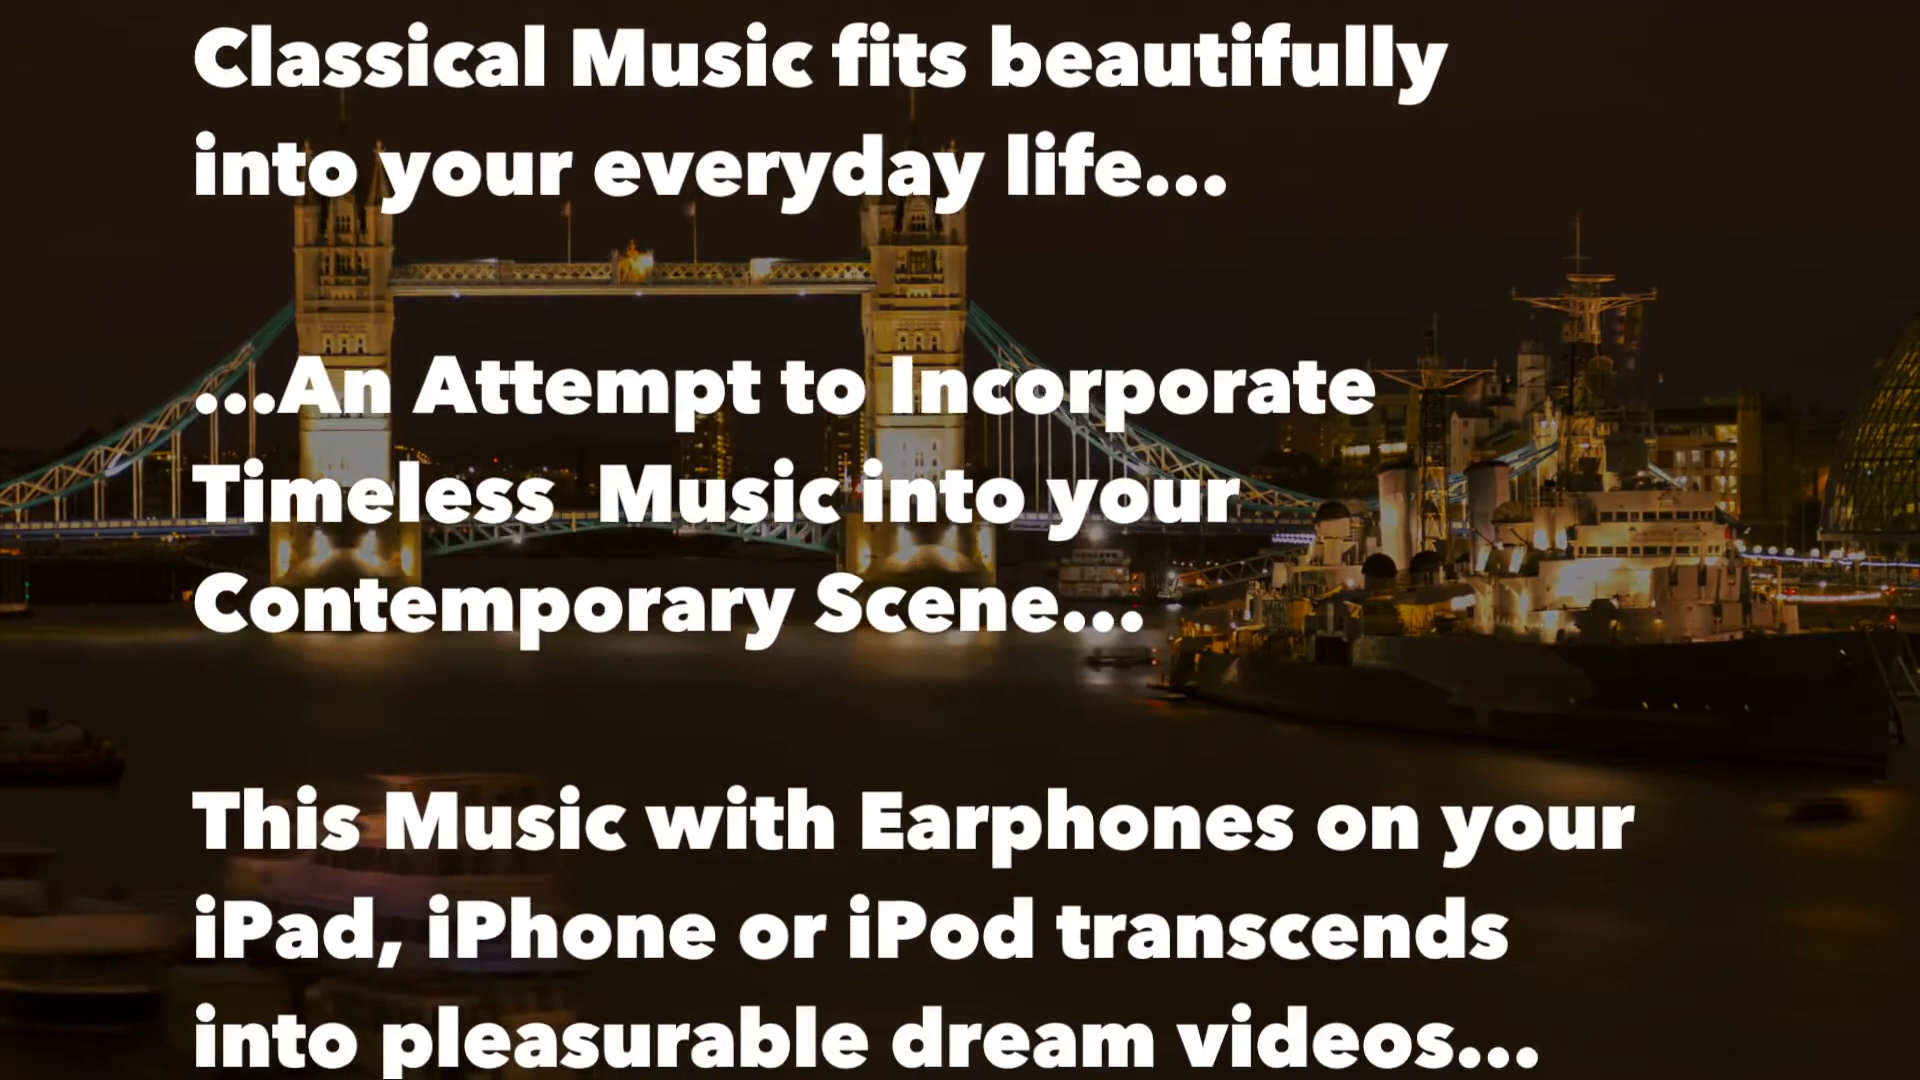 Classical Music fits beautifully
into your everyday life...
...An Attempt to Incorporate
Timeless  Music into your
Contemporary Scene...
This Music with Earphones on your
iPad, iPhone or iPod transcends
into pleasurable dream videos...